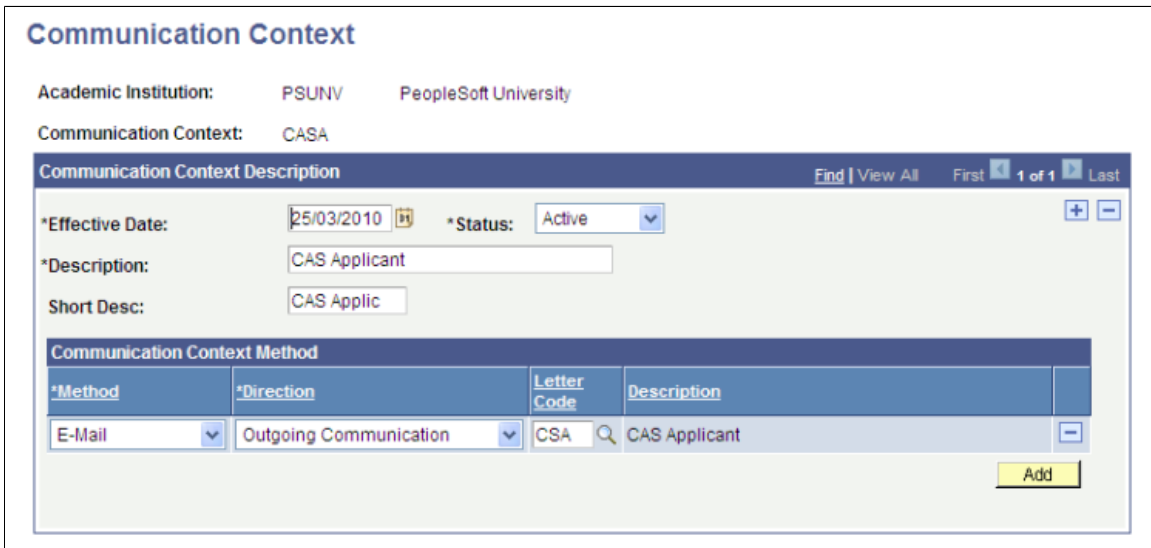 Communication Context
Academic Institution: PSUNV PeopleSoft University
Communication Context: CASA
Communication Context Description Find | View All First 1 of 1 Last
*Effective Date: 25/03/2010 *Status: Active
*Description: CAS Applicant
Short Desc: CAS Applic
Communication Context Method
*Method *Direction Letter Code Description
E-Mail Outgoing Communication CSA CAS Applicant
Add